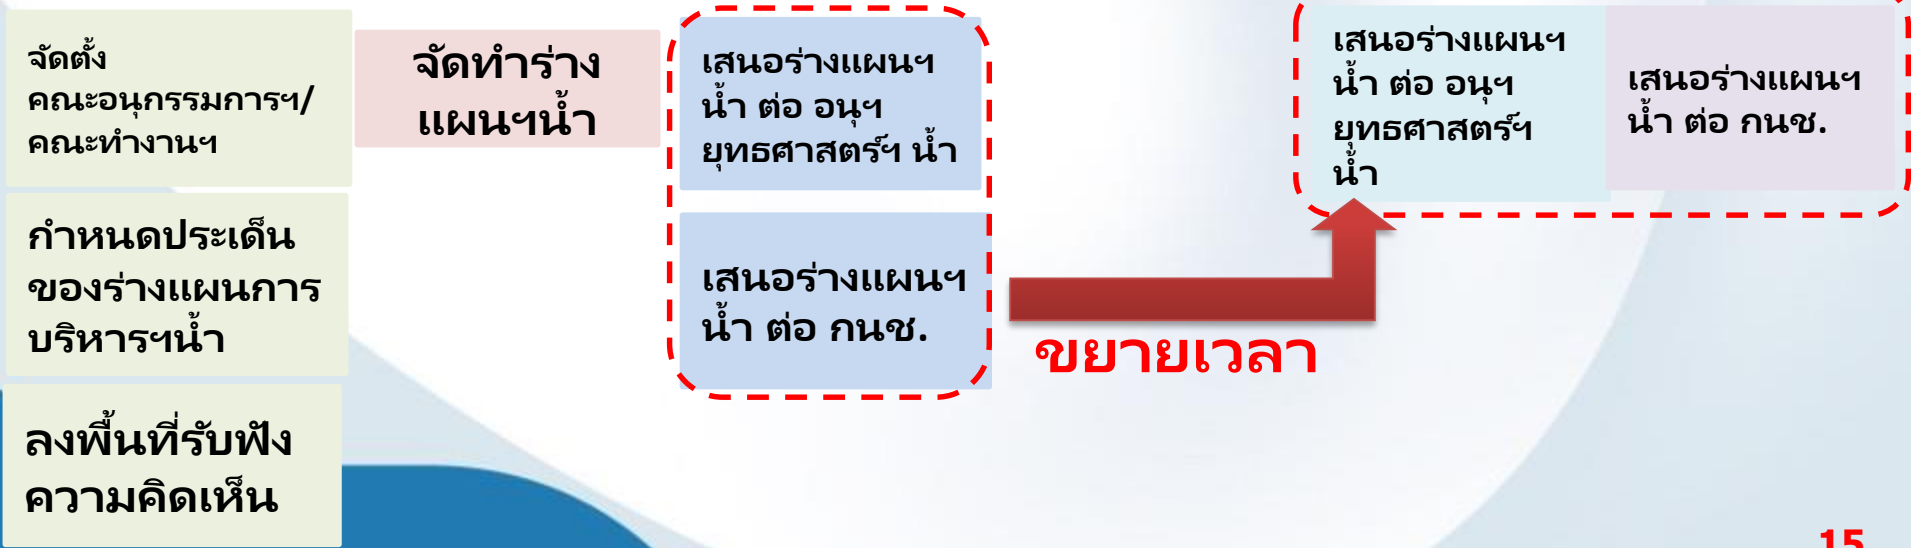 จัดตั้ง
คณะอนุกรรมการฯ/
คณะทำงานฯ
กำหนดประเด็น
ของร่างแผนการ
บริหารฯน้ำ
ลงพื้นที่รับฟัง
ความคิดเห็น
จัดทำร่าง
แผนฯน้ำ
เสนอร่างแผนฯ
น้ำ ต่อ อนุฯ
ยุทธศาสตร์ฯ น้ำ
เสนอร่างแผนฯ
น้ำ ต่อ กนช.
ขยายเวลา
เสนอร่างแผนฯ
น้ำ ต่อ อนุฯ
ยุทธศาสตร์ฯ
น้ำ
เสนอร่างแผนฯ
น้ำ ต่อ กนช.
15